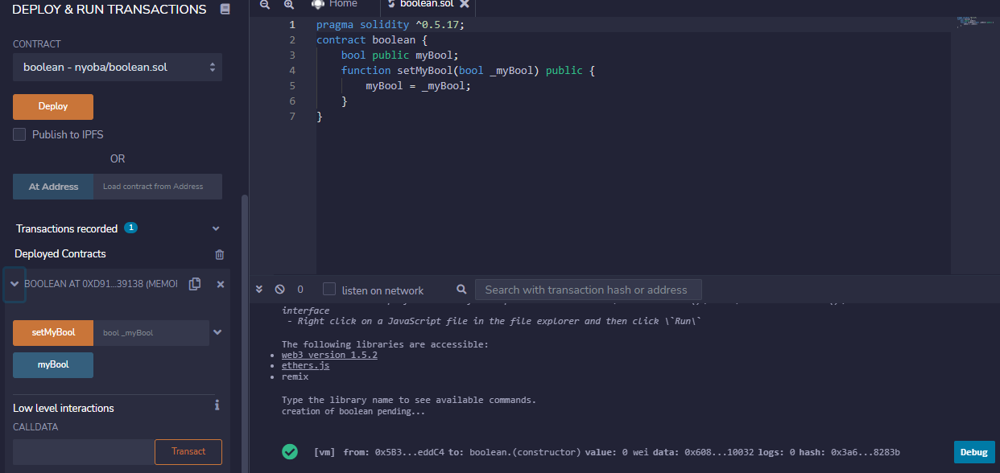 DEPLOY & RUN TRANSACTIONS
CONTRACT
boolean - nyoba/boolean.sol
Deploy
Publish to IPFS
OR
At Address
Load contract from Address
Transactions recorded 1
Deployed Contracts
BOOLEAN AT 0XD91...39138 (MEMOI
setMyBool
bool _myBool
myBool
Low level interactions
i
CALLDATA
Transact
Home
boolean.sol
1 pragma solidity ^0.5.17;
2 contract boolean {
3 bool public myBool;
4 function setMyBool(bool _myBool) public {
5 myBool = _myBool;
6 }
7 }
0
listen on network
Search with transaction hash or address
interface
- Right click on a JavaScript file in the file explorer and then click \`Run\`
The following libraries are accessible:
• web3 version 1.5.2
• ethers.js
• remix
Type the library name to see available commands.
creation of boolean pending...
[vm] from: 0x5B3...eddC4 to: boolean.(constructor) value: 0 wei data: 0x608...10032 logs: 0 hash: 0x3a6...8283b
Debug